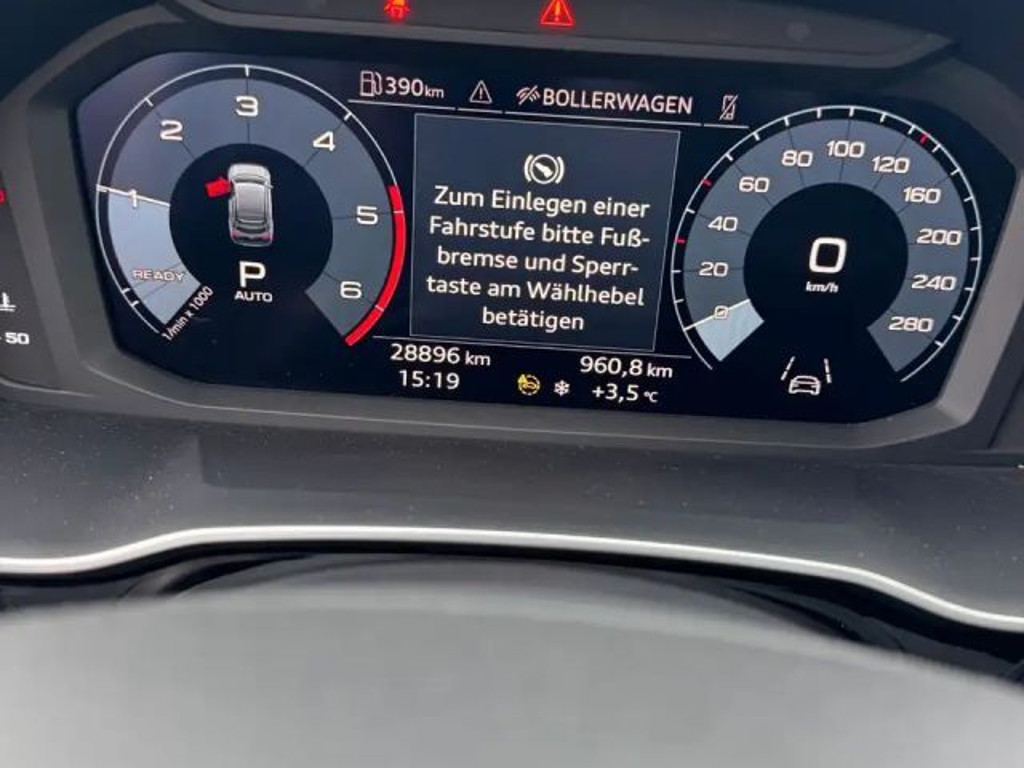 390km
BOLLERWAGEN
Zum Einlegen einer
Fahrstufe bitte Fuß-
bremse und Sperr-
taste am Wählhebel
betätigen
1
2
3
4
5
6
READY
1/min x 1000
P
AUTO
50
28896 km
15:19
960,8 km
+3,5 °C
0
20
40
60
80
100
120
160
200
240
280
0
km/h